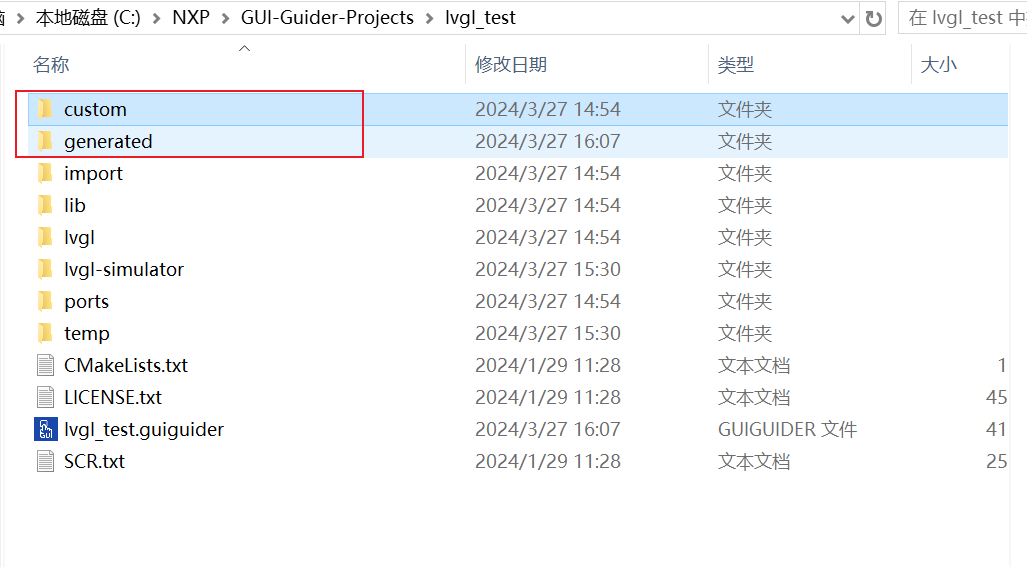 本地磁盘 (C:) > NXP > GUI-Guider-Projects > lvgl_test 在 lvgl_test 中
名称 修改日期 类型 大小
custom 2024/3/27 14:54 文件夹
generated 2024/3/27 16:07 文件夹
import 2024/3/27 14:54 文件夹
lib 2024/3/27 14:54 文件夹
lvgl 2024/3/27 14:54 文件夹
lvgl-simulator 2024/3/27 15:30 文件夹
ports 2024/3/27 14:54 文件夹
temp 2024/3/27 15:30 文件夹
CMakeLists.txt 2024/1/29 11:28 文本文档 1
LICENSE.txt 2024/1/29 11:28 文本文档 45
lvgl_test.guiguider 2024/3/27 16:07 GUIGUIDER 文件 41
SCR.txt 2024/1/29 11:28 文本文档 25